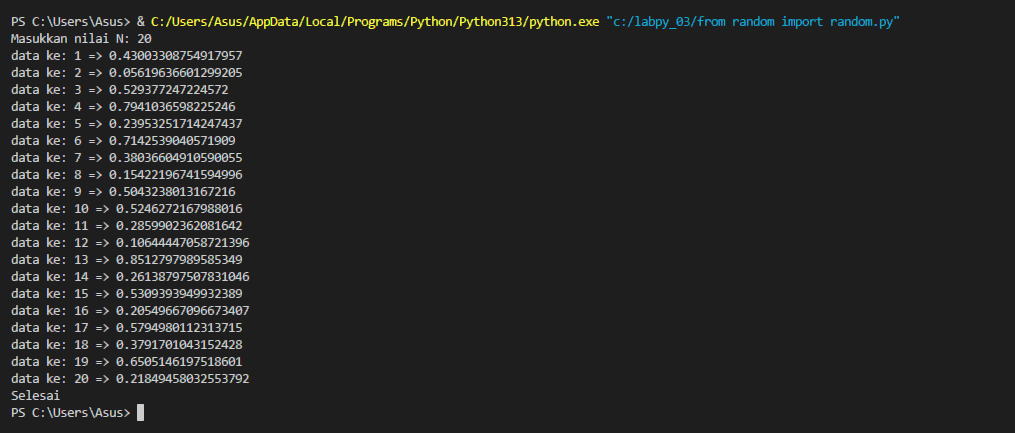 PS C:\Users\Asus> & C:/Users/Asus/AppData/Local/Programs/Python/Python313/python.exe "c:/labpy_03/from random import random.py"
Masukkan nilai N: 20
data ke: 1 => 0.43003308754917957
data ke: 2 => 0.05619636601299205
data ke: 3 => 0.529377247224572
data ke: 4 => 0.7941036598225246
data ke: 5 => 0.23953251714247437
data ke: 6 => 0.7142539040571909
data ke: 7 => 0.38036604910590055
data ke: 8 => 0.15422196741594996
data ke: 9 => 0.5043238013167216
data ke: 10 => 0.5246272167988016
data ke: 11 => 0.2859902362081642
data ke: 12 => 0.10644447058721396
data ke: 13 => 0.8512797989585349
data ke: 14 => 0.26138797507831046
data ke: 15 => 0.5309393949932389
data ke: 16 => 0.20549667096673407
data ke: 17 => 0.5794980112313715
data ke: 18 => 0.3791701043152428
data ke: 19 => 0.6505146197518601
data ke: 20 => 0.21849458032553792
Selesai
PS C:\Users\Asus>